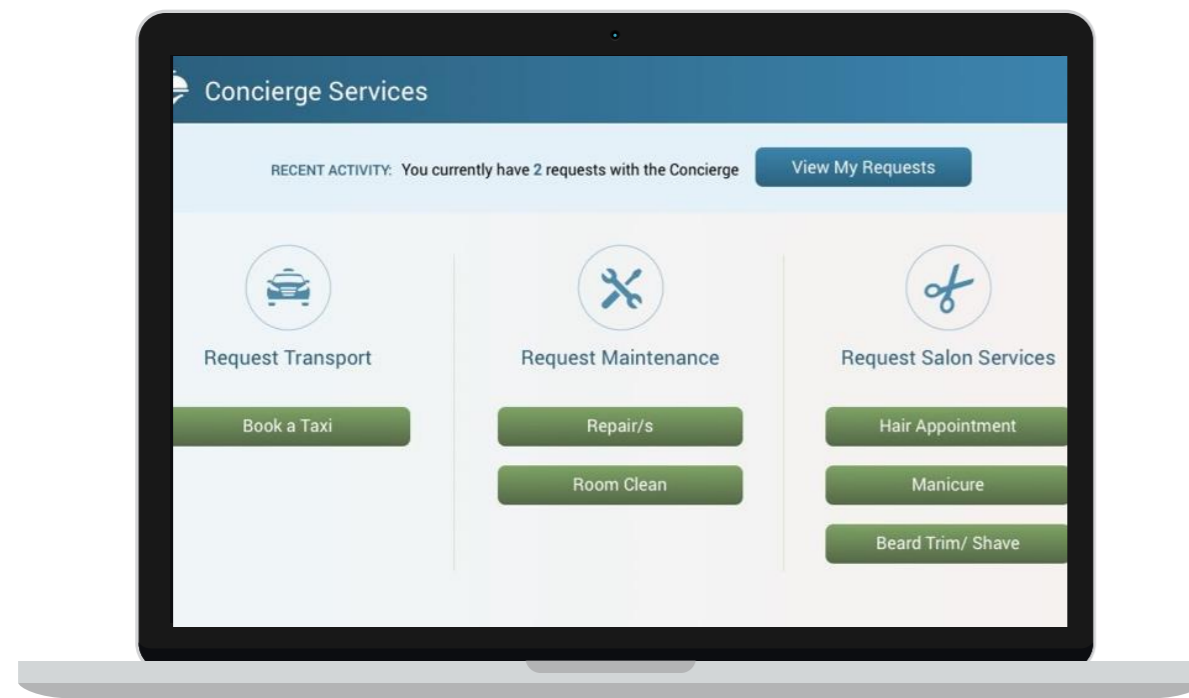 Concierge Services
RECENT ACTIVITY: You currently have 2 requests with the Concierge
View My Requests
Request Transport
Book a Taxi
Request Maintenance
Repair/s
Room Clean
Request Salon Services
Hair Appointment
Manicure
Beard Trim/ Shave